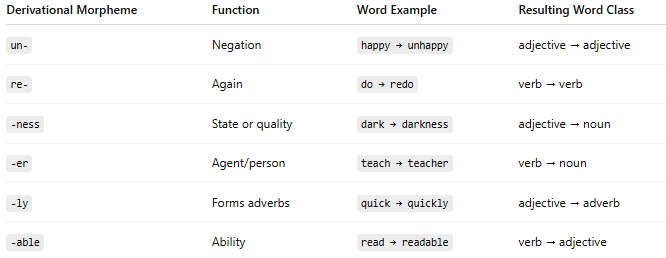 Derivational Morpheme Function Word Example Resulting Word Class
un- Negation happy → unhappy adjective → adjective
re- Again do → redo verb → verb
-ness State or quality dark → darkness adjective → noun
-er Agent/person teach → teacher verb → noun
-ly Forms adverbs quick → quickly adjective → adverb
-able Ability read → readable verb → adjective